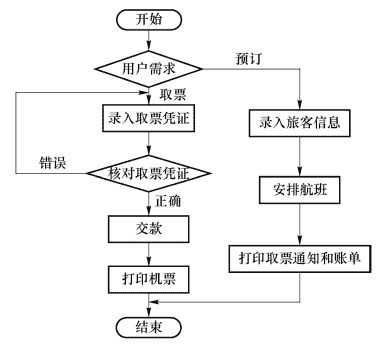 开始
用户需求
预订
取票
录入取票凭证
录入旅客信息
错误
核对取票凭证
安排航班
正确
交款
打印取票通知和账单
打印机票
结束